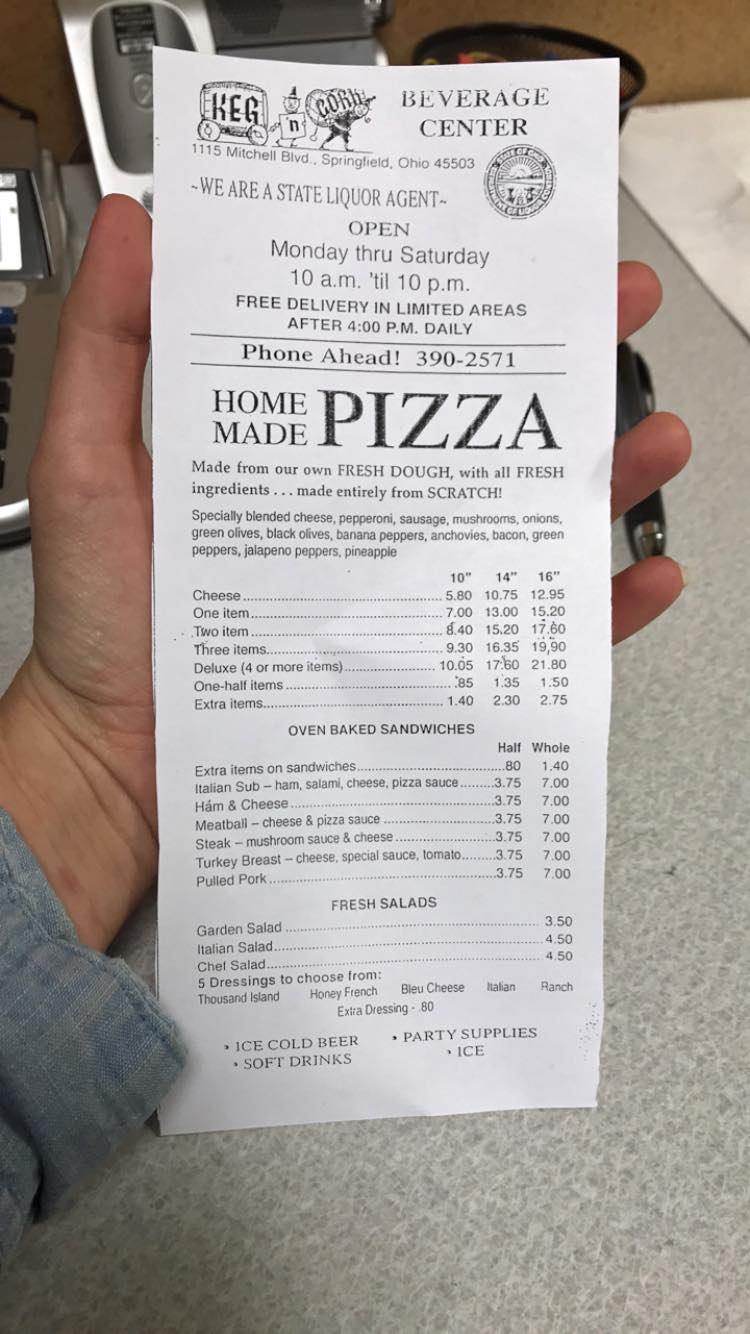 KEG 'n CORK BEVERAGE
CENTER
1115 Mitchell Blvd., Springfield, Ohio 45503
~WE ARE A STATE LIQUOR AGENT~
OPEN
Monday thru Saturday
10 a.m. 'til 10 p.m.
FREE DELIVERY IN LIMITED AREAS
AFTER 4:00 P.M. DAILY
Phone Ahead! 390-2571
HOME MADE PIZZA
Made from our own FRESH DOUGH, with all FRESH
ingredients . . . made entirely from SCRATCH!
Specially blended cheese, pepperoni, sausage, mushrooms, onions,
green olives, black olives, banana peppers, anchovies, bacon, green
peppers, jalapeno peppers, pineapple
10" 14" 16"
Cheese 5.80 10.75 12.95
One item 7.00 13.00 15.20
Two item 8.40 15.20 17.60
Three items 9.30 16.35 19,90
Deluxe (4 or more items) 10.05 17:60 21.80
One-half items .85 1.35 1.50
Extra items 1.40 2.30 2.75
OVEN BAKED SANDWICHES
Half Whole
Extra items on sandwiches .80 1.40
Italian Sub – ham, salami, cheese, pizza sauce 3.75 7.00
Ham & Cheese 3.75 7.00
Meatball – cheese & pizza sauce 3.75 7.00
Steak – mushroom sauce & cheese 3.75 7.00
Turkey Breast – cheese, special sauce, tomato 3.75 7.00
Pulled Pork 3.75 7.00
FRESH SALADS
Garden Salad 3.50
Italian Salad 4.50
Chef Salad 4.50
5 Dressings to choose from:
Thousand Island Honey French Bleu Cheese Italian Ranch
Extra Dressing - .80
• ICE COLD BEER • PARTY SUPPLIES
• SOFT DRINKS • ICE